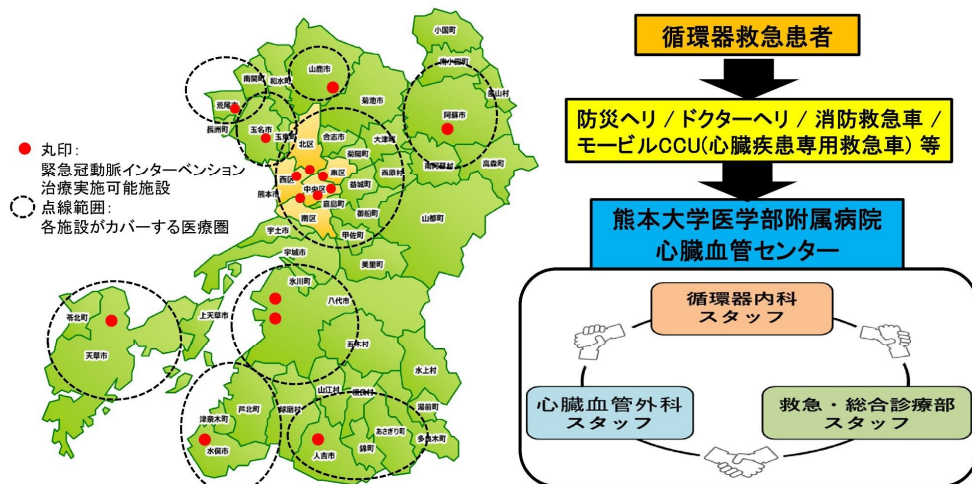 小国町
南小国町
産山村
山鹿市
南関町
和水町
菊池市
阿蘇市
荒尾市
長洲町
玉名市
玉東町
北区
合志市
大津町
菊陽町
西区
東区
中央区
熊本市
益城町
西原村
南阿蘇村
高森町
嘉島町
南区
御船町
山都町
宇土市
甲佐町
宇城市
美里町
氷川町
八代市
上天草市
苓北町
天草市
五木村
水上村
山江村
相良村
湯前町
球磨村
芦北町
津奈木町
水俣市
人吉市
あさぎり町
錦町
多良木町
丸印:
緊急冠動脈インターベンション
治療実施可能施設
点線範囲:
各施設がカバーする医療圏
循環器救急患者
防災ヘリ / ドクターヘリ / 消防救急車 /
モービルCCU(心臓疾患専用救急車) 等
熊本大学医学部附属病院
心臓血管センター
循環器内科
スタッフ
心臓血管外科
スタッフ
救急・総合診療部
スタッフ